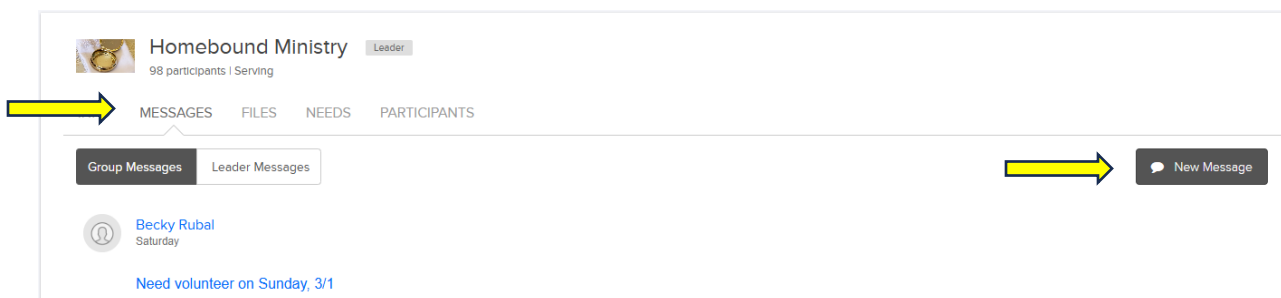 Homebound Ministry Leader
98 participants | Serving
MESSAGES FILES NEEDS PARTICIPANTS
Group Messages Leader Messages New Message
Becky Rubal
Saturday
Need volunteer on Sunday, 3/1